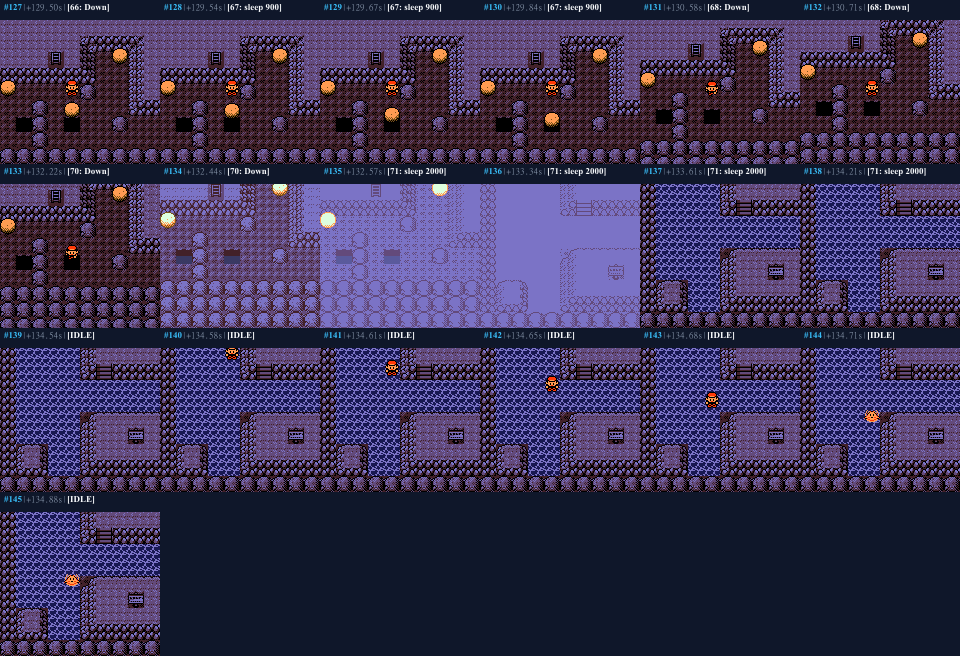 #127|+129.50s|[66: Down]
#128|+129.54s|[67: sleep 900]
#129|+129.67s|[67: sleep 900]
#130|+129.84s|[67: sleep 900]
#131|+130.58s|[68: Down]
#132|+130.71s|[68: Down]
#133|+132.22s|[70: Down]
#134|+132.44s|[70: Down]
#135|+132.57s|[71: sleep 2000]
#136|+133.34s|[71: sleep 2000]
#137|+133.61s|[71: sleep 2000]
#138|+134.21s|[71: sleep 2000]
#139|+134.55s|[IDLE]
#140|+134.58s|[IDLE]
#141|+134.61s|[IDLE]
#142|+134.65s|[IDLE]
#143|+134.68s|[IDLE]
#144|+134.71s|[IDLE]
#145|+134.88s|[IDLE]